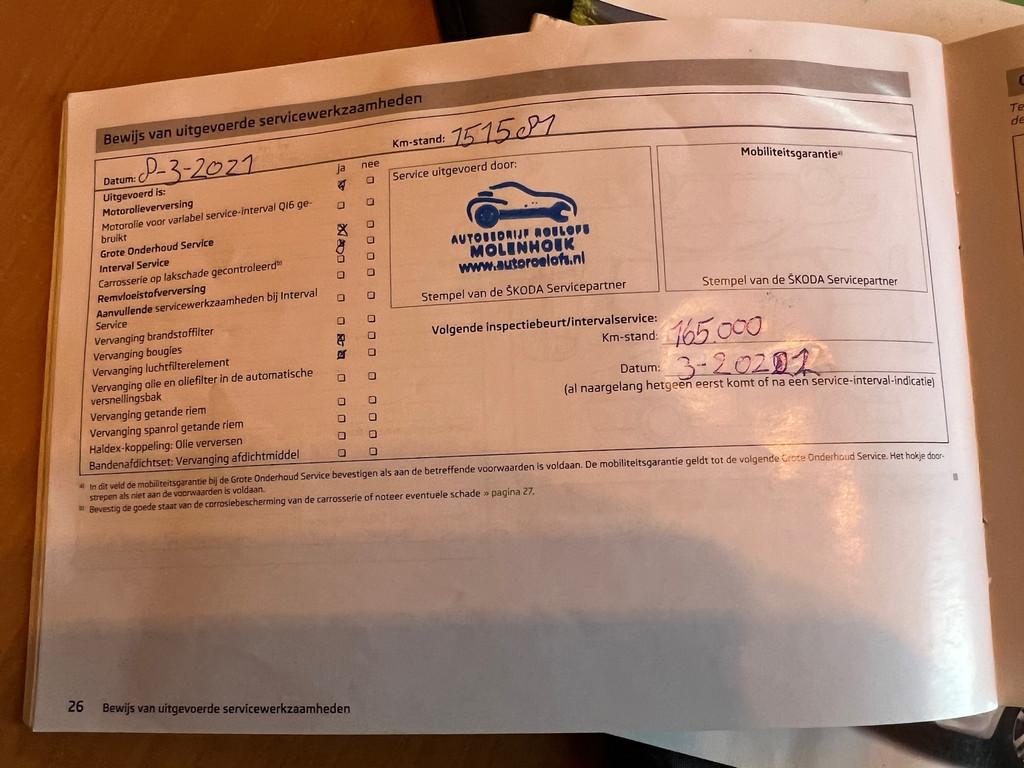 Bewijs van uitgevoerde servicewerkzaamheden
Datum: 8-3-2021
Km-stand: 151581
ja nee
Uitgevoerd is:
Motorolieverversing
Motorolie voor variabel service-interval QI6 ge-
bruikt
Grote Onderhoud Service
Interval Service
Carrosserie op lakschade gecontroleerd b)
Remvloeistofverversing
Aanvullende servicewerkzaamheden bij Interval
Service
Vervanging brandstoffilter
Vervanging bougies
Vervanging luchtfilterelement
Vervanging olie en oliefilter in de automatische
versnellingsbak
Vervanging getande riem
Vervanging spanrol getande riem
Haldex-koppeling: Olie verversen
Bandenafdichtset: Vervanging afdichtmiddel
Service uitgevoerd door:
AUTOBEDRIJF ROELOFS
MOLENHOEK
www.autoroelofs.nl
Stempel van de ŠKODA Servicepartner
Mobiliteitsgarantie a)
Stempel van de ŠKODA Servicepartner
Volgende inspectiebeurt/intervalservice:
Km-stand: 165.000
Datum: 3-202
(al naargelang hetgeen eerst komt of na een service-interval-indicatie)
a) In dit veld de mobiliteitsgarantie bij de Grote Onderhoud Service bevestigen als aan de betreffende voorwaarden is voldaan. De mobiliteitsgarantie geldt tot de volgende Grote Onderhoud Service. Het hokje door-
strepen als niet aan de voorwaarden is voldaan.
b) Bevestig de goede staat van de corrosiebescherming van de carrosserie of noteer eventuele schade » pagina 27.
26 Bewijs van uitgevoerde servicewerkzaamheden